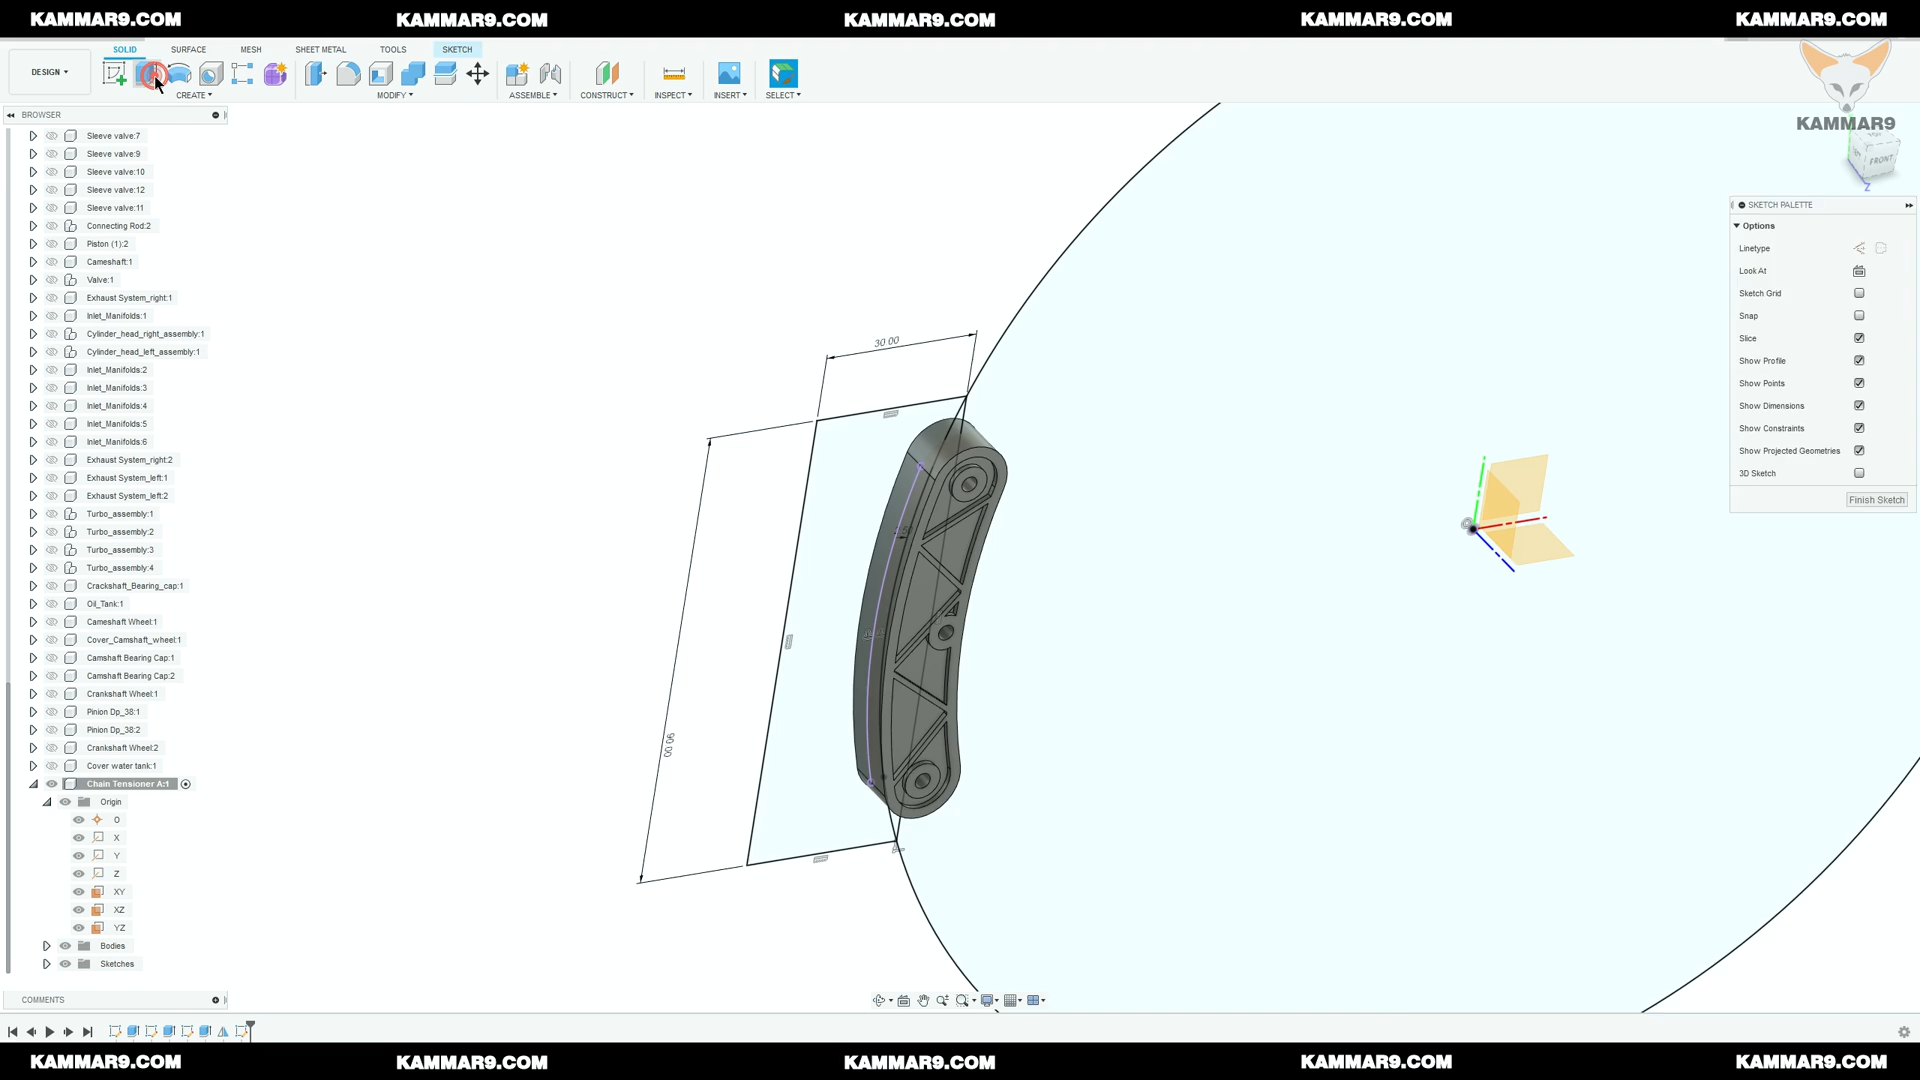 KAMMAR9.COM KAMMAR9.COM KAMMAR9.COM KAMMAR9.COM KAMMAR9.COM
SOLID SURFACE MESH SHEET METAL TOOLS SKETCH
DESIGN
CREATE MODIFY ASSEMBLE CONSTRUCT INSPECT INSERT SELECT
KAMMAR9
FRONT
Z
BROWSER
Sleeve valve:7
Sleeve valve:9
Sleeve valve:10
Sleeve valve:12
Sleeve valve:11
Connecting Rod:2
Piston (1):2
Cameshaft:1
Valve:1
Exhaust System_right:1
Inlet_Manifolds:1
Cylinder_head_right_assembly:1
Cylinder_head_left_assembly:1
Inlet_Manifolds:2
Inlet_Manifolds:3
Inlet_Manifolds:4
Inlet_Manifolds:5
Inlet_Manifolds:6
Exhaust System_right:2
Exhaust System_left:1
Exhaust System_left:2
Turbo_assembly:1
Turbo_assembly:2
Turbo_assembly:3
Turbo_assembly:4
Crackshaft_Bearing_cap:1
Oil_Tank:1
Cameshaft Wheel:1
Cover_Camshaft_wheel:1
Camshaft Bearing Cap:1
Camshaft Bearing Cap:2
Crankshaft Wheel:1
Pinion Dp_38:1
Pinion Dp_38:2
Crankshaft Wheel:2
Cover water tank:1
Chain Tensioner A:1
Origin
O
X
Y
Z
XY
XZ
YZ
Bodies
Sketches
30.00
90.00
SKETCH PALETTE
Options
Linetype
Look At
Sketch Grid
Snap
Slice
Show Profile
Show Points
Show Dimensions
Show Constraints
Show Projected Geometries
3D Sketch
Finish Sketch
COMMENTS
KAMMAR9.COM KAMMAR9.COM KAMMAR9.COM KAMMAR9.COM KAMMAR9.COM